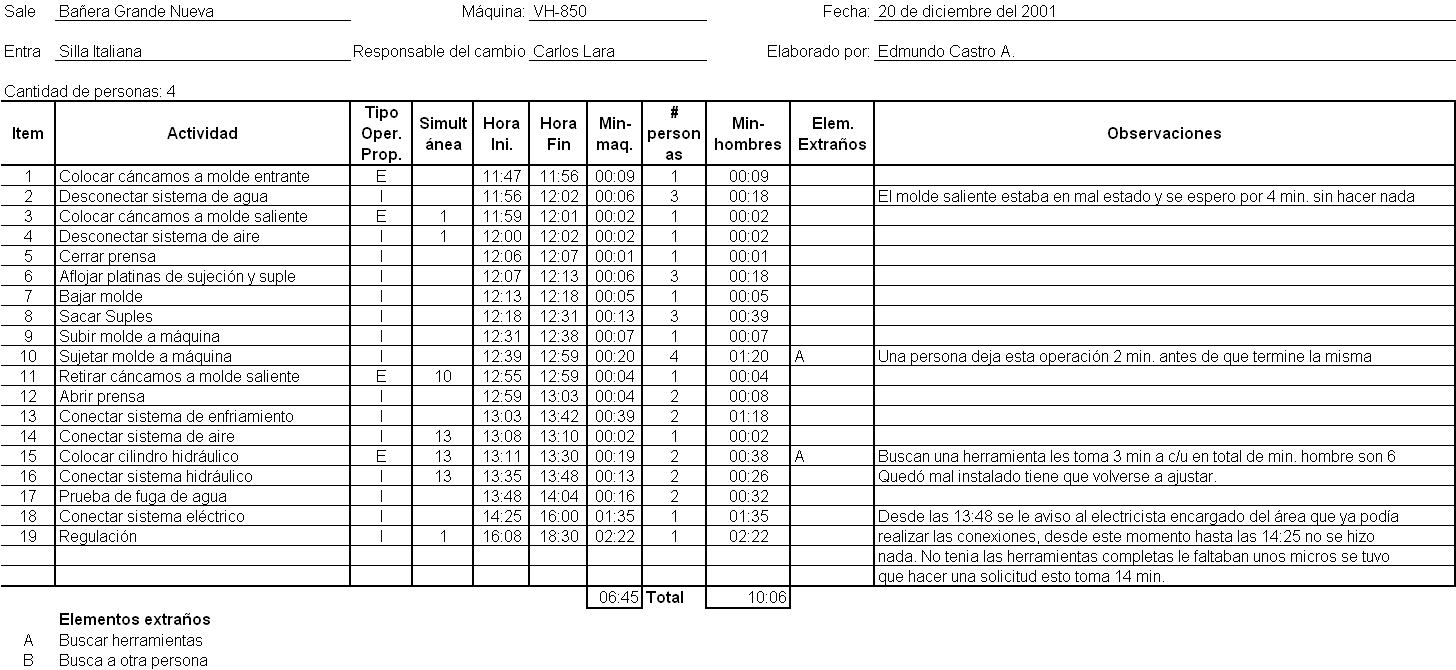 Sale Bañera Grande Nueva Máquina: VH-850 Fecha: 20 de diciembre del 2001
Entra Silla Italiana Responsable del cambio Carlos Lara Elaborado por: Edmundo Castro A.
Cantidad de personas: 4
Item Actividad Tipo Oper. Prop. Simult ánea Hora Ini. Hora Fin Min- maq. # person as Min- hombres Elem. Extraños Observaciones
1 Colocar cáncamos a molde entrante E 11:47 11:56 00:09 1 00:09
2 Desconectar sistema de agua I 11:56 12:02 00:06 3 00:18 El molde saliente estaba en mal estado y se espero por 4 min. sin hacer nada
3 Colocar cáncamos a molde saliente E 1 11:59 12:01 00:02 1 00:02
4 Desconectar sistema de aire I 1 12:00 12:02 00:02 1 00:02
5 Cerrar prensa I 12:06 12:07 00:01 1 00:01
6 Aflojar platinas de sujeción y suple I 12:07 12:13 00:06 3 00:18
7 Bajar molde I 12:13 12:18 00:05 1 00:05
8 Sacar Suples I 12:18 12:31 00:13 3 00:39
9 Subir molde a máquina I 12:31 12:38 00:07 1 00:07
10 Sujetar molde a máquina I 12:39 12:59 00:20 4 01:20 A Una persona deja esta operación 2 min. antes de que termine la misma
11 Retirar cáncamos a molde saliente E 10 12:55 12:59 00:04 1 00:04
12 Abrir prensa I 12:59 13:03 00:04 2 00:08
13 Conectar sistema de enfriamiento I 13:03 13:42 00:39 2 01:18
14 Conectar sistema de aire I 13 13:08 13:10 00:02 1 00:02
15 Colocar cilindro hidráulico E 13 13:11 13:30 00:19 2 00:38 A Buscan una herramienta les toma 3 min a c/u en total de min. hombre son 6
16 Conectar sistema hidráulico I 13 13:35 13:48 00:13 2 00:26 Quedó mal instalado tiene que volverse a ajustar.
17 Prueba de fuga de agua I 13:48 14:04 00:16 2 00:32
18 Conectar sistema eléctrico I 14:25 16:00 01:35 1 01:35 Desde las 13:48 se le aviso al electricista encargado del área que ya podía
19 Regulación I 1 16:08 18:30 02:22 1 02:22 realizar las conexiones, desde este momento hasta las 14:25 no se hizo
nada. No tenia las herramientas completas le faltaban unos micros se tuvo
que hacer una solicitud esto toma 14 min.
06:45 Total 10:06
Elementos extraños
A Buscar herramientas
B Busca a otra persona